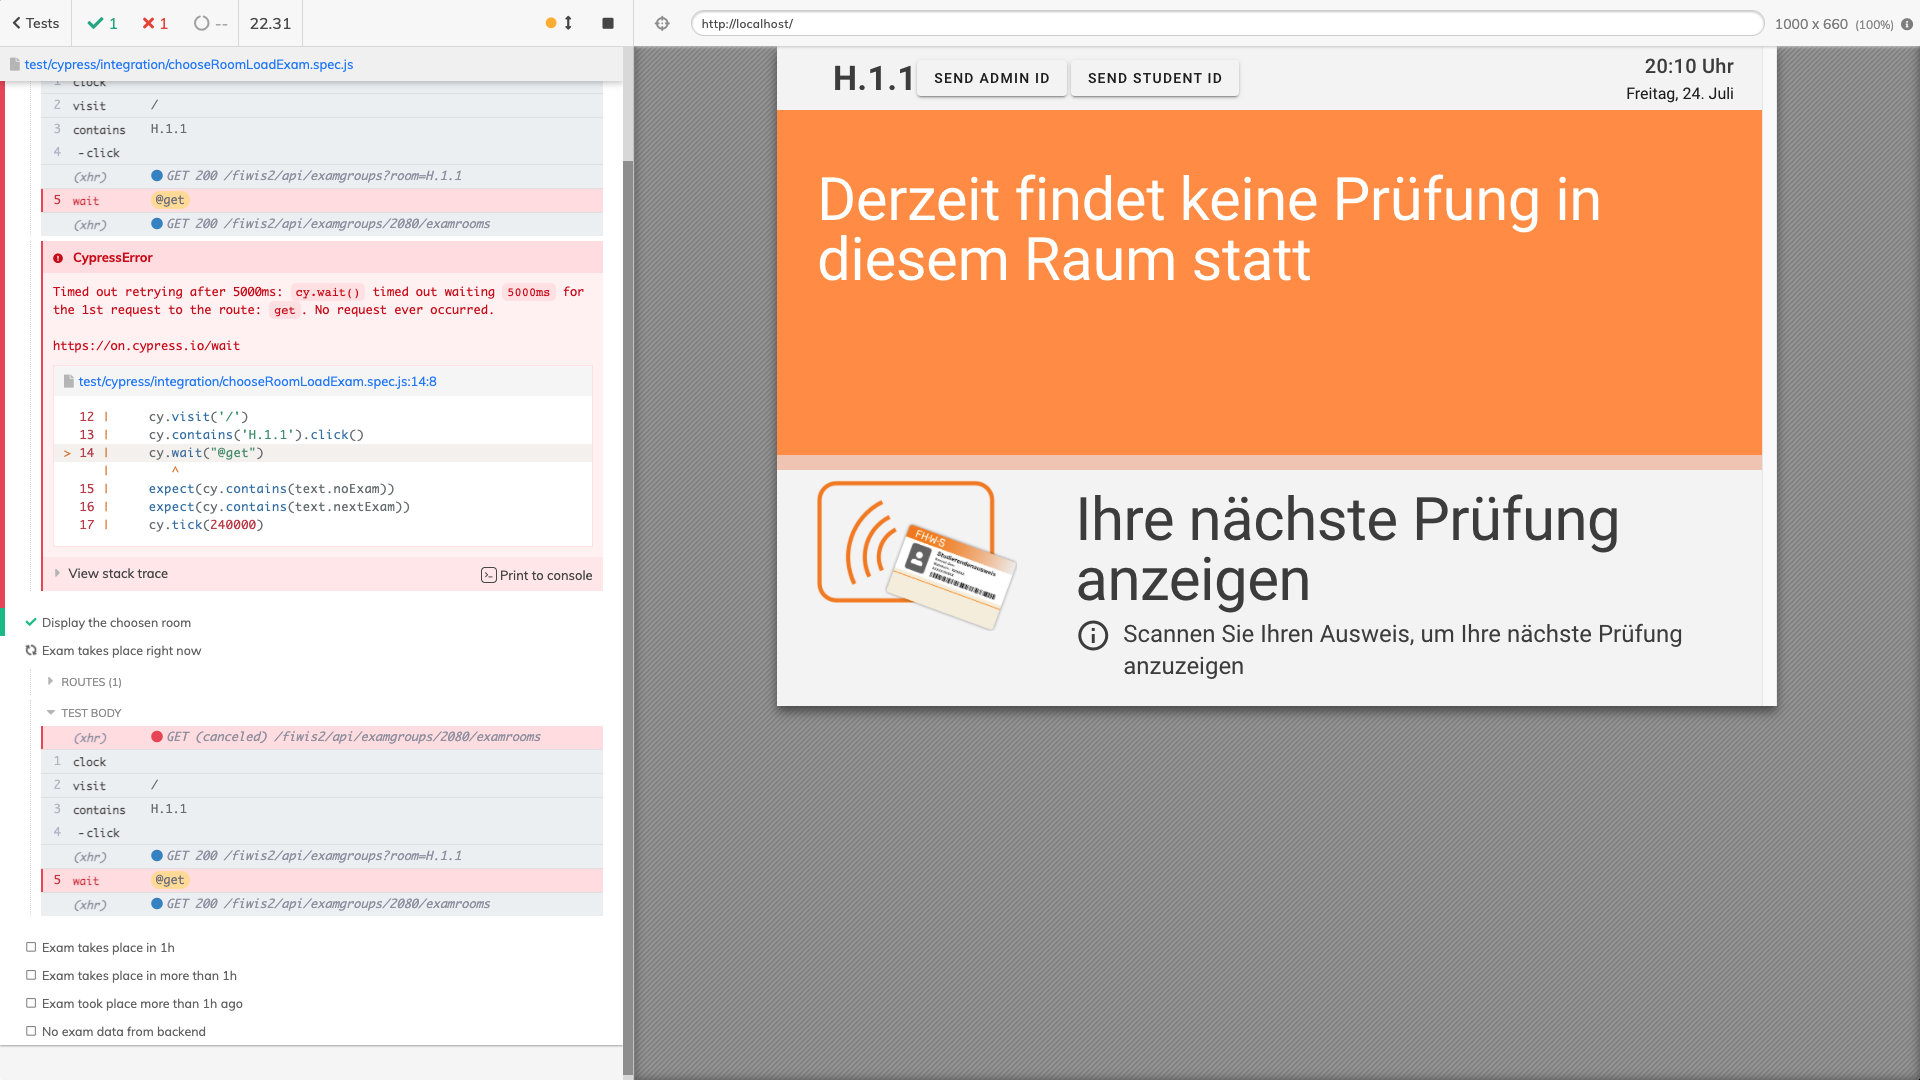 Tests
1
1
--
22.31
http://localhost/
1000 x 660 (100%)
test/cypress/integration/chooseRoomLoadExam.spec.js
1 clock
2 visit /
3 contains H.1.1
4 - click
(xhr) GET 200 /fiwis2/api/examgroups?room=H.1.1
5 wait @get
(xhr) GET 200 /fiwis2/api/examgroups/2080/examrooms
CypressError
Timed out retrying after 5000ms: cy.wait() timed out waiting 5000ms for
the 1st request to the route: get. No request ever occurred.
https://on.cypress.io/wait
test/cypress/integration/chooseRoomLoadExam.spec.js:14:8
12 | cy.visit('/')
13 | cy.contains('H.1.1').click()
> 14 | cy.wait("@get")
| ^
15 | expect(cy.contains(text.noExam))
16 | expect(cy.contains(text.nextExam))
17 | cy.tick(240000)
View stack trace
Print to console
Display the choosen room
Exam takes place right now
ROUTES (1)
TEST BODY
(xhr) GET (canceled) /fiwis2/api/examgroups/2080/examrooms
1 clock
2 visit /
3 contains H.1.1
4 - click
(xhr) GET 200 /fiwis2/api/examgroups?room=H.1.1
5 wait @get
(xhr) GET 200 /fiwis2/api/examgroups/2080/examrooms
Exam takes place in 1h
Exam takes place in more than 1h
Exam took place more than 1h ago
No exam data from backend
H.1.1
SEND ADMIN ID
SEND STUDENT ID
20:10 Uhr
Freitag, 24. Juli
Derzeit findet keine Prüfung in
diesem Raum statt
FH-W-S
Studierendenausweis
Ihre nächste Prüfung
anzeigen
Scannen Sie Ihren Ausweis, um Ihre nächste Prüfung
anzuzeigen